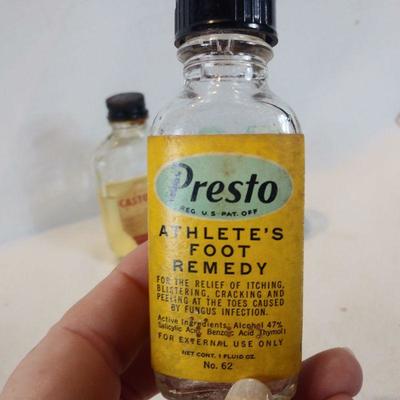 Presto
REG. U.S. PAT. OFF
ATHLETE'S
FOOT
REMEDY
FOR THE RELIEF OF ITCHING,
BLISTERING, CRACKING AND
PEELING AT THE TOES CAUSED
BY FUNGUS INFECTION.
Active Ingredients: Alcohol 47%
Salicylic Acid, Benzoic Acid Thymol
FOR EXTERNAL USE ONLY
NET CONT. 1 FLUID OZ.
No. 62
CASTO